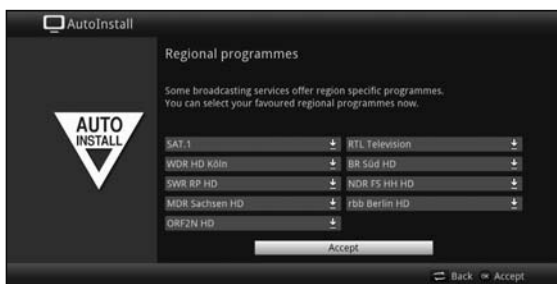 AutoInstall
Regional programmes
Some broadcasting services offer region specific programmes.
You can select your favoured regional programmes now.
AUTO
INSTALL
SAT.1
RTL Television
WDR HD Köln
BR Süd HD
SWR RP HD
NDR FS HH HD
MDR Sachsen HD
rbb Berlin HD
ORF2N HD
Accept
Back OK Accept